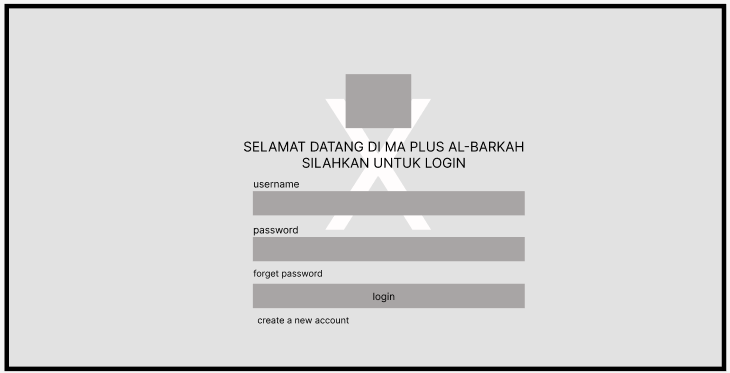 X
SELAMAT DATANG DI MA PLUS AL-BARKAH
SILAHKAN UNTUK LOGIN
username
password
forget password
login
create a new account